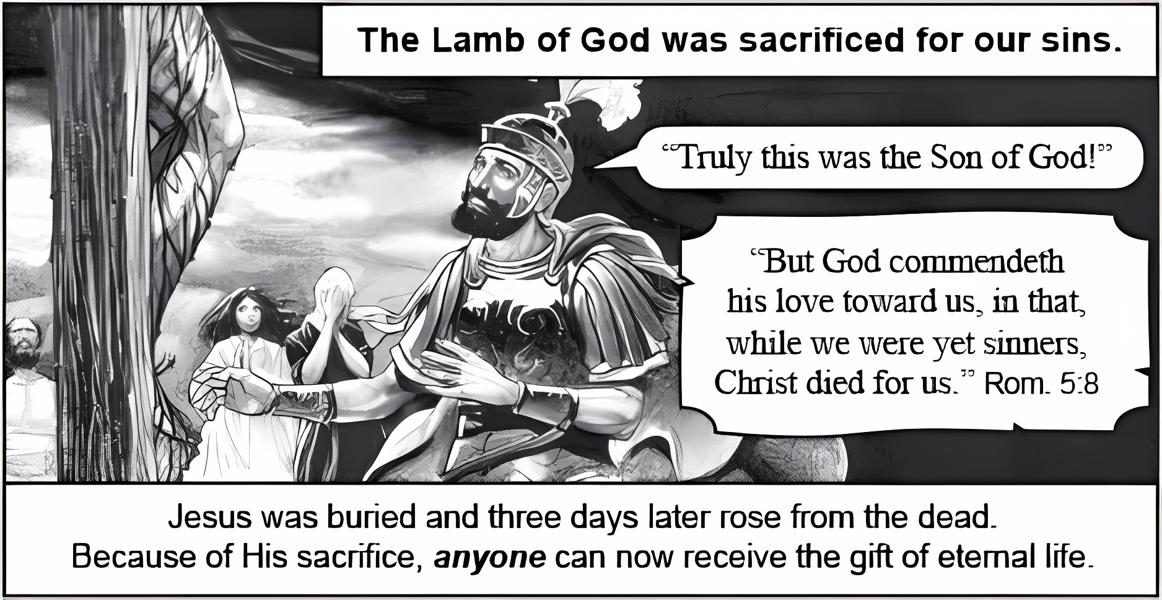 The Lamb of God was sacrificed for our sins.
“Truly this was the Son of God!”
“But God commendeth
his love toward us, in that,
while we were yet sinners,
Christ died for us.” Rom. 5:8
Jesus was buried and three days later rose from the dead.
Because of His sacrifice, anyone can now receive the gift of eternal life.